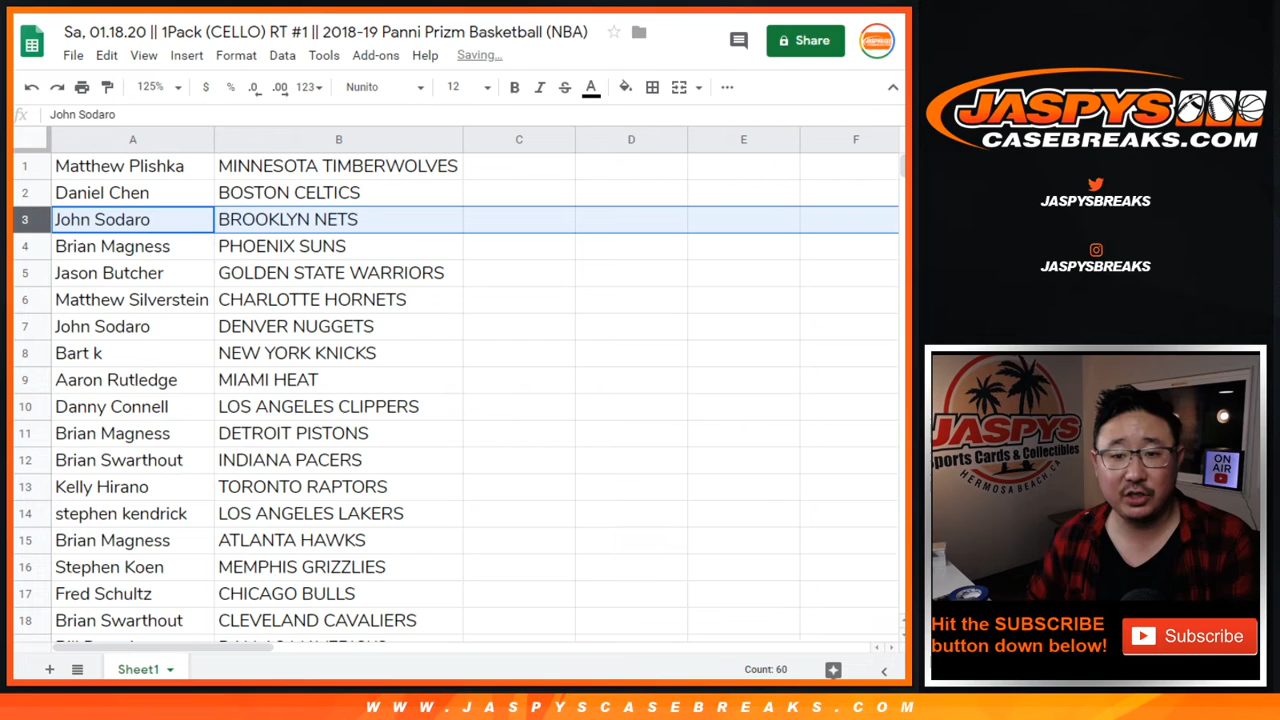 Sa, 01.18.20 || 1Pack (CELLO) RT #1 || 2018-19 Panni Prizm Basketball (NBA)
File Edit View Insert Format Data Tools Add-ons Help Saving...
Share
125% $ % .0 .00 123 Nunito 12 B I S A
fx John Sodaro
A B C D E F
1 Matthew Plishka MINNESOTA TIMBERWOLVES
2 Daniel Chen BOSTON CELTICS
3 John Sodaro BROOKLYN NETS
4 Brian Magness PHOENIX SUNS
5 Jason Butcher GOLDEN STATE WARRIORS
6 Matthew Silverstein CHARLOTTE HORNETS
7 John Sodaro DENVER NUGGETS
8 Bart k NEW YORK KNICKS
9 Aaron Rutledge MIAMI HEAT
10 Danny Connell LOS ANGELES CLIPPERS
11 Brian Magness DETROIT PISTONS
12 Brian Swarthout INDIANA PACERS
13 Kelly Hirano TORONTO RAPTORS
14 stephen kendrick LOS ANGELES LAKERS
15 Brian Magness ATLANTA HAWKS
16 Stephen Koen MEMPHIS GRIZZLIES
17 Fred Schultz CHICAGO BULLS
18 Brian Swarthout CLEVELAND CAVALIERS
Sheet1
Count: 60
JASPYS
CASEBREAKS.COM
JASPYSBREAKS
JASPYSBREAKS
JASPYS
Sports Cards & Collectibles
HERMOSA BEACH, CA
ON
AIR
Hit the SUBSCRIBE
button down below!
Subscribe
WWW.JASPYSCASEBREAKS.COM